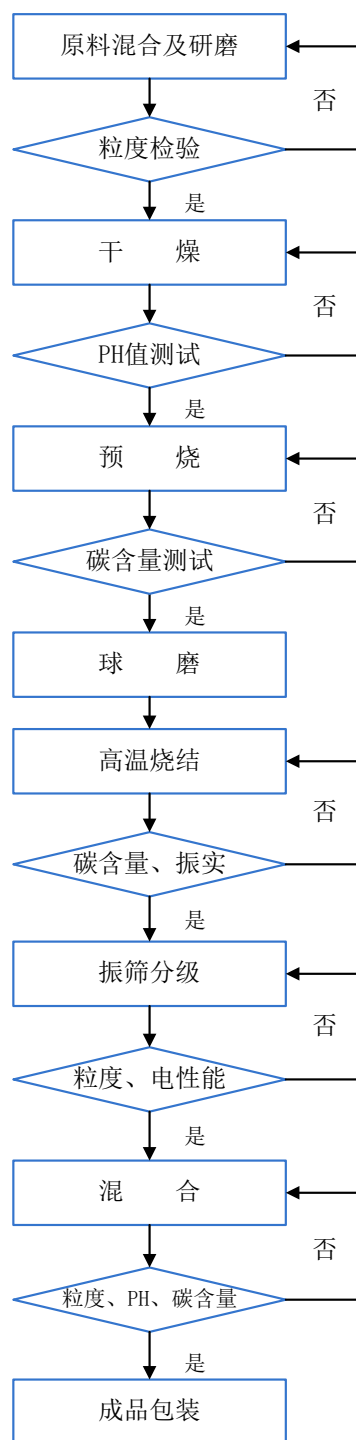 原料混合及研磨
否
粒度检验
是
干 燥
否
PH值测试
是
预 烧
否
碳含量测试
是
球 磨
高温烧结
否
碳含量、振实
是
振筛分级
否
粒度、电性能
是
混 合
否
粒度、PH、碳含量
是
成品包装